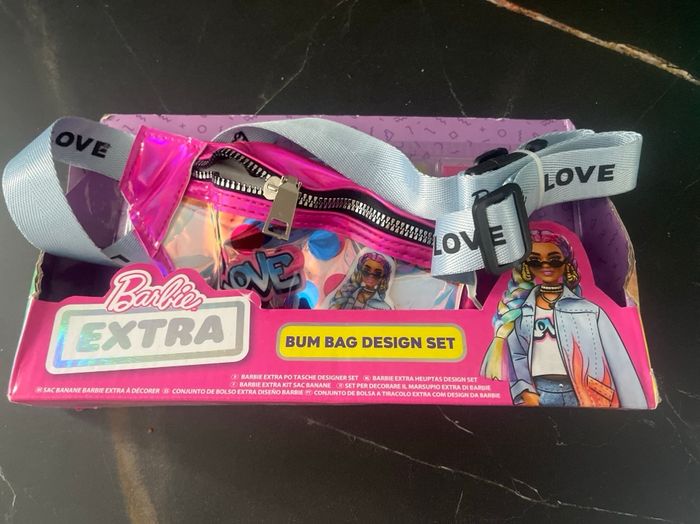 LOVE
LOVE
LOVE
LOVE
Barbie
EXTRA
BUM BAG DESIGN SET
BARBIE EXTRA PO TASCHE DESIGNER SET BARBIE EXTRA HEUPTAS DESIGN SET
BARBIE EXTRA KIT SAC BANANE SET PER DECORARE IL MARSUPIO EXTRA DI BARBIE
SAC BANANE BARBIE EXTRA À DÉCORER CONJUNTO DE BOLSO EXTRA DISEÑO BARBIE CONJUNTO DE BOLSA A TIRACOLO EXTRA COM DESIGN DA BARBIE